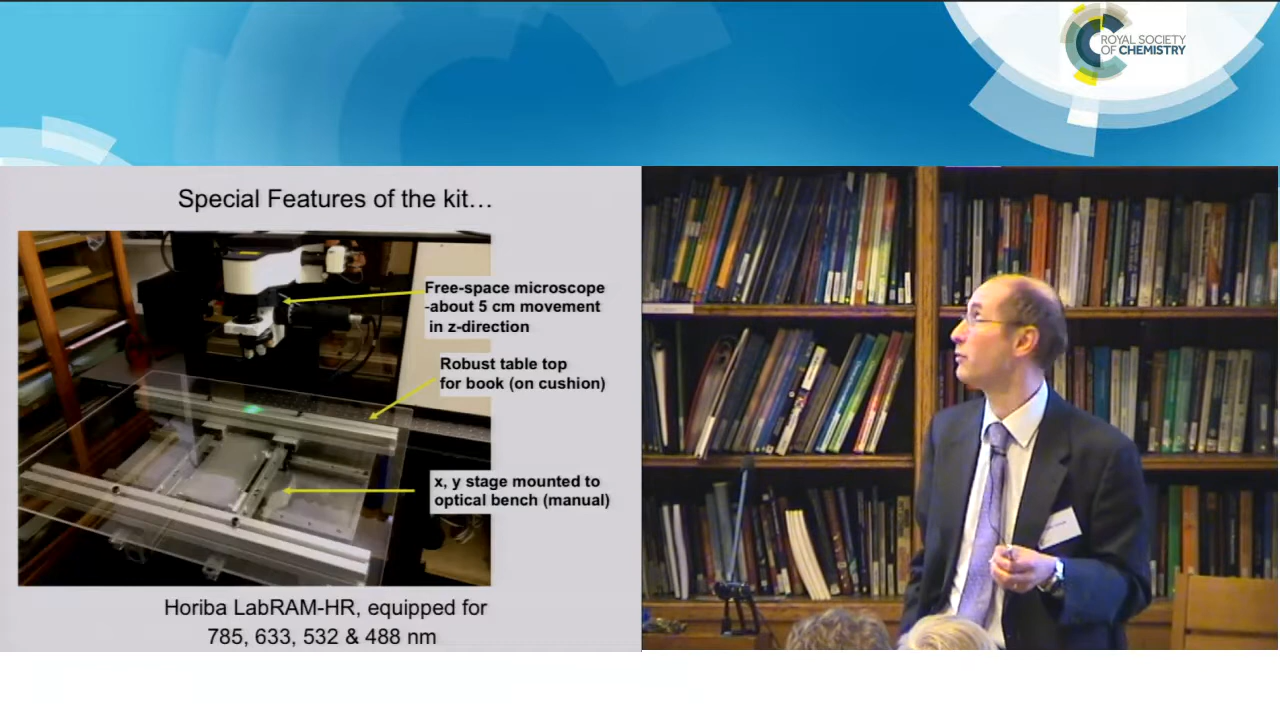 ROYAL SOCIETY
OF CHEMISTRY
Special Features of the kit…
Free-space microscope
-about 5 cm movement
in z-direction
Robust table top
for book (on cushion)
x, y stage mounted to
optical bench (manual)
Horiba LabRAM-HR, equipped for
785, 633, 532 & 488 nm